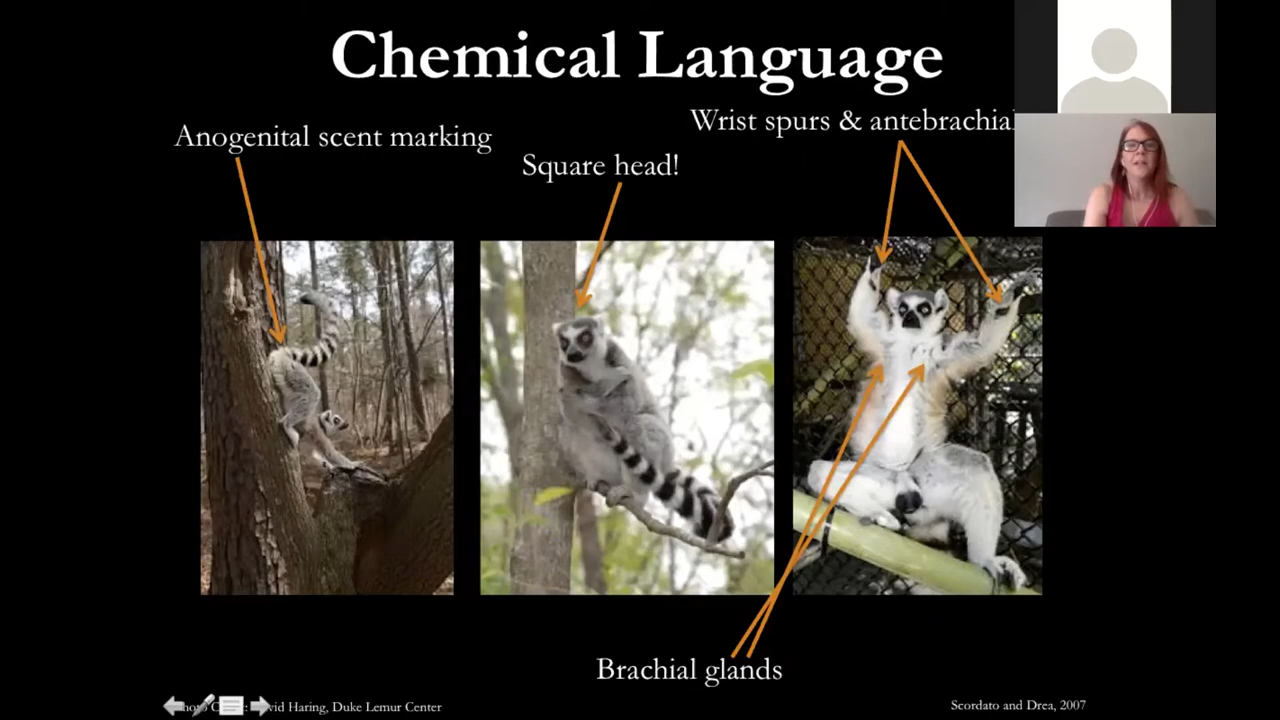 Chemical Language
Wrist spurs & antebrachial
Anogenital scent marking
Square head!
Brachial glands
David Haring, Duke Lemur Center
Scordato and Drea, 2007